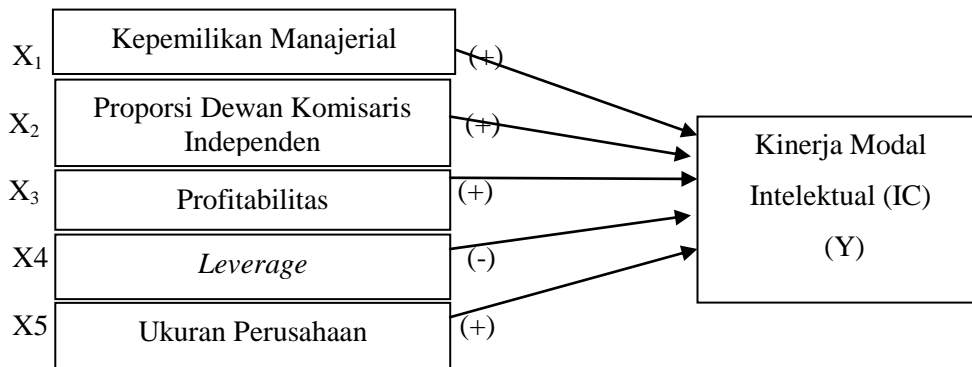 X1 Kepemilikan Manajerial (+)
X2 Proporsi Dewan Komisaris (+)
Independen
X3 Profitabilitas (+)
X4 Leverage (-)
X5 Ukuran Perusahaan (+)
Kinerja Modal
Intelektual (IC)
(Y)